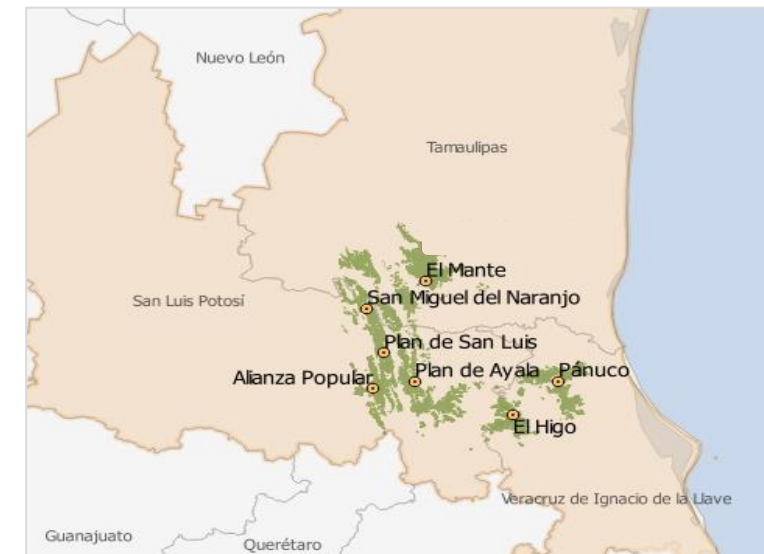 Nuevo León
Tamaulipas
El Mante
San Luis Potosí
San Miguel del Naranjo
Plan de San Luis
Alianza Popular
Plan de Ayala
Pánuco
El Higo
Veracruz de Ignacio de la Llave
Guanajuato
Querétaro